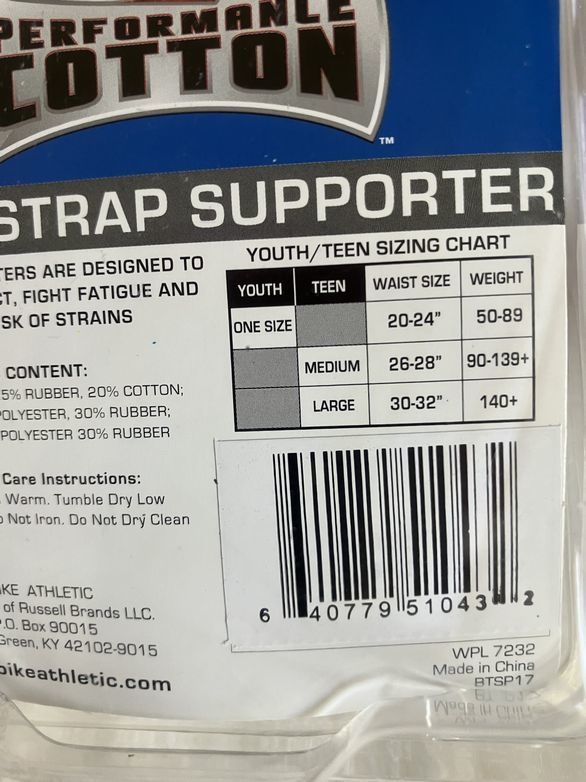 PERFORMANCE
COTTON
TM
STRAP SUPPORTER
TERS ARE DESIGNED TO
CT, FIGHT FATIGUE AND
SK OF STRAINS
CONTENT:
5% RUBBER, 20% COTTON;
POLYESTER, 30% RUBBER;
POLYESTER 30% RUBBER
Care Instructions:
Warm. Tumble Dry Low
o Not Iron. Do Not Dry Clean
KE ATHLETIC
of Russell Brands LLC.
P.O. Box 90015
Green, KY 42102-9015
pikeathletic.com
YOUTH/TEEN SIZING CHART
YOUTH TEEN WAIST SIZE WEIGHT
ONE SIZE 20-24" 50-89
MEDIUM 26-28" 90-139+
LARGE 30-32" 140+
6 40779 51043 2
WPL 7232
Made in China
BTSP17